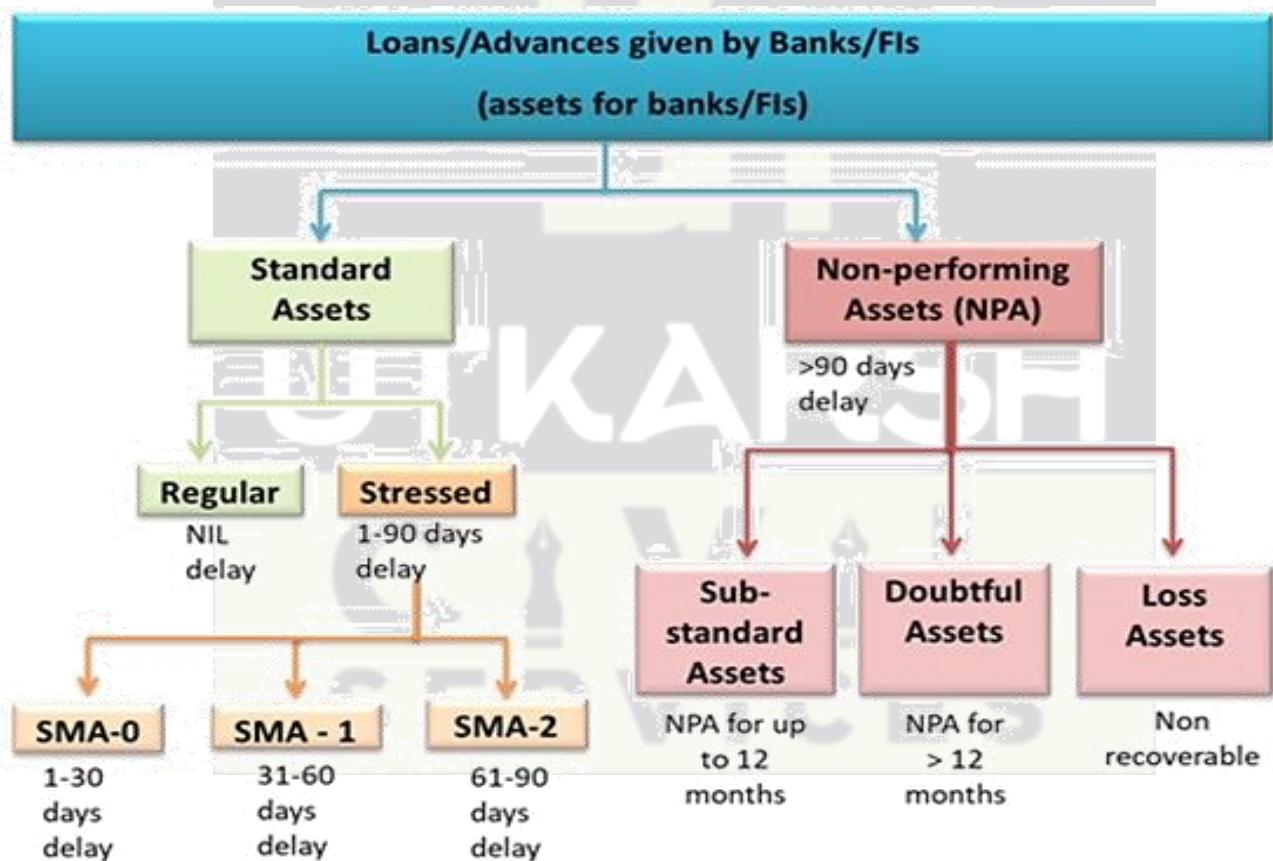 Loans/Advances given by Banks/FIs
(assets for banks/FIs)
Standard
Assets
Non-performing
Assets (NPA)
>90 days
delay
UTKARSH
Regular
Stressed
NIL
delay
1-90 days
delay
Sub-
standard
Assets
Doubtful
Assets
Loss
Assets
CIVIL
SERVICES
NPA for up
to 12
months
NPA for
> 12
months
Non
recoverable
SMA-0
SMA - 1
SMA-2
1-30
days
delay
31-60
days
delay
61-90
days
delay